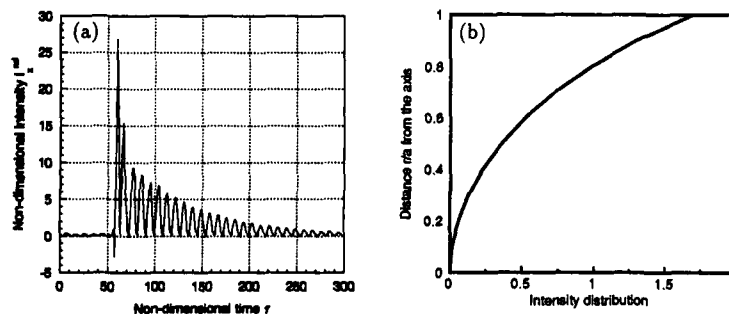 (a)
Non-dimensional intensity I_x^nd
30
25
20
15
10
5
0
-5
0 50 100 150 200 250 300
Non-dimensional time τ
(b)
Distance r/a from the axis
1
0.8
0.6
0.4
0.2
0
0 0.5 1 1.5
Intensity distribution